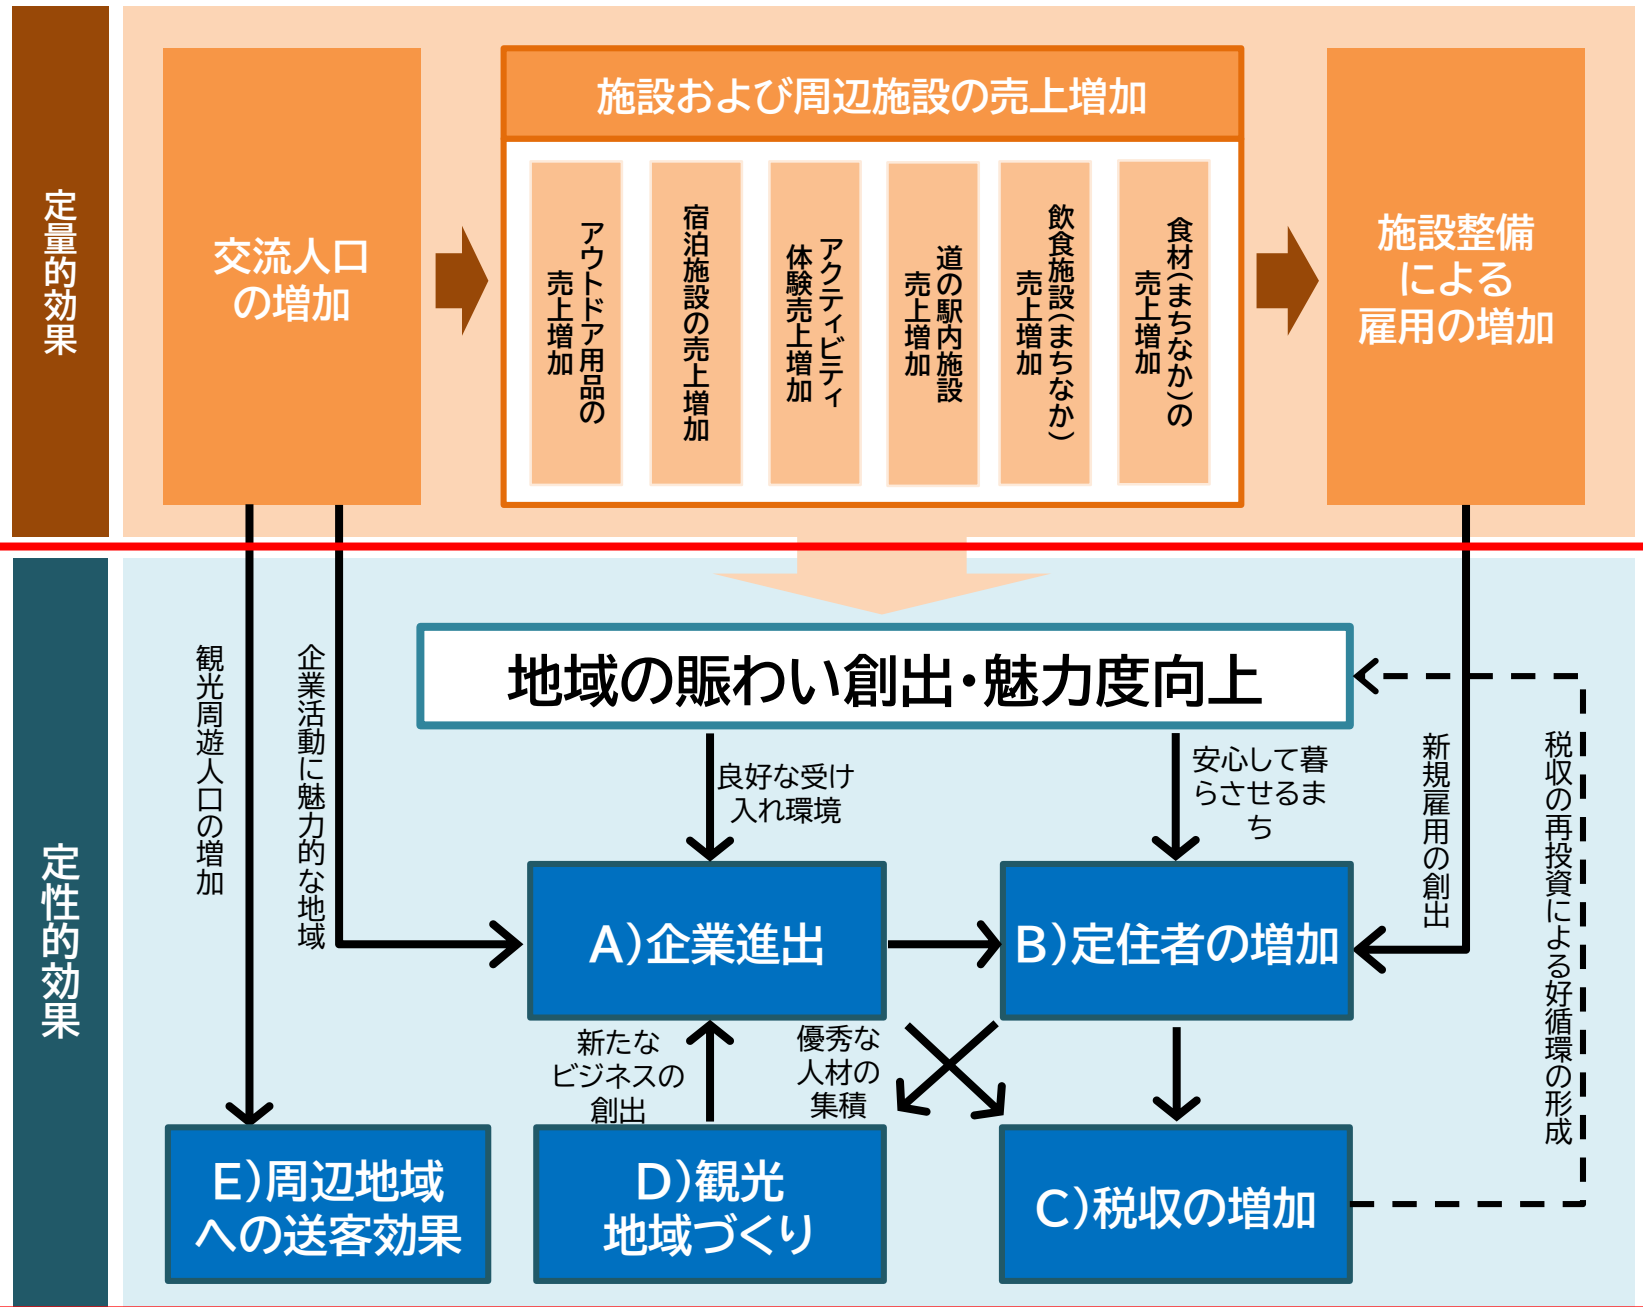 定量的効果
交流人口
の増加
施設および周辺施設の売上増加
アウトドア用品の
売上増加
宿泊施設の売上増加
アクティビティ
体験売上増加
道の駅内施設
売上増加
飲食施設(まちなか)
売上増加
食材(まちなか)の
売上増加
施設整備
による
雇用の増加
定性的効果
地域の賑わい創出・魅力度向上
観光周遊人口の増加
企業活動に魅力的な地域
良好な受け
入れ環境
安心して暮
らさせるま
ち
新規雇用の創出
税収の再投資による好循環の形成
A)企業進出
B)定住者の増加
新たな
ビジネスの
創出
優秀な
人材の
集積
E)周辺地域
への送客効果
D)観光
地域づくり
C)税収の増加